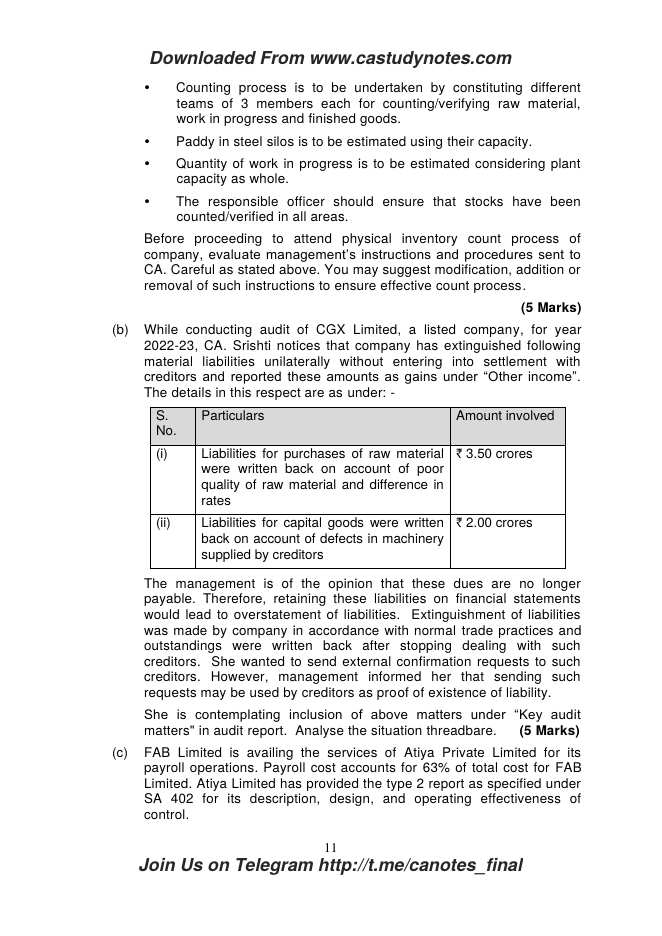 Downloaded From www.castudynotes.com
• Counting process is to be undertaken by constituting different
teams of 3 members each for counting/verifying raw material,
work in progress and finished goods.
• Paddy in steel silos is to be estimated using their capacity.
• Quantity of work in progress is to be estimated considering plant
capacity as whole.
• The responsible officer should ensure that stocks have been
counted/verified in all areas.
Before proceeding to attend physical inventory count process of
company, evaluate management's instructions and procedures sent to
CA. Careful as stated above. You may suggest modification, addition or
removal of such instructions to ensure effective count process.
(5 Marks)
(b) While conducting audit of CGX Limited, a listed company, for year
2022-23, CA. Srishti notices that company has extinguished following
material liabilities unilaterally without entering into settlement with
creditors and reported these amounts as gains under “Other income”.
The details in this respect are as under: -
S. Particulars Amount involved
No.
(i) Liabilities for purchases of raw material ₹ 3.50 crores
were written back on account of poor
quality of raw material and difference in
rates
(ii) Liabilities for capital goods were written ₹ 2.00 crores
back on account of defects in machinery
supplied by creditors
The management is of the opinion that these dues are no longer
payable. Therefore, retaining these liabilities on financial statements
would lead to overstatement of liabilities. Extinguishment of liabilities
was made by company in accordance with normal trade practices and
outstandings were written back after stopping dealing with such
creditors. She wanted to send external confirmation requests to such
creditors. However, management informed her that sending such
requests may be used by creditors as proof of existence of liability.
She is contemplating inclusion of above matters under “Key audit
matters" in audit report. Analyse the situation threadbare. (5 Marks)
(c) FAB Limited is availing the services of Atiya Private Limited for its
payroll operations. Payroll cost accounts for 63% of total cost for FAB
Limited. Atiya Limited has provided the type 2 report as specified under
SA 402 for its description, design, and operating effectiveness of
control.
11
Join Us on Telegram http://t.me/canotes_final